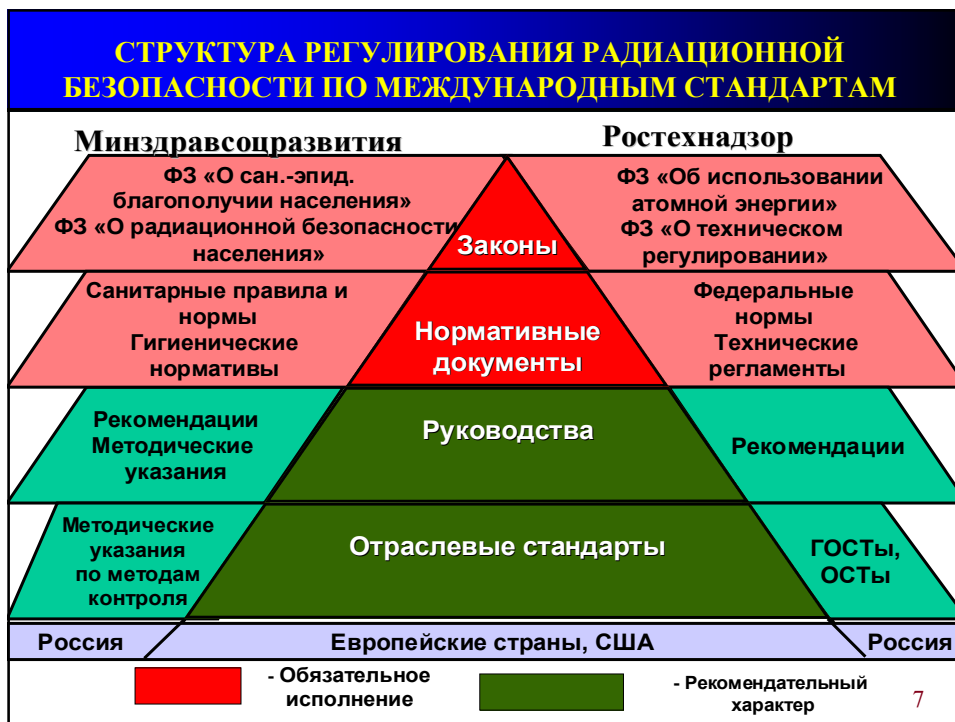 СТРУКТУРА РЕГУЛИРОВАНИЯ РАДИАЦИОННОЙ
БЕЗОПАСНОСТИ ПО МЕЖДУНАРОДНЫМ СТАНДАРТАМ
Минздравсоцразвития
Ростехнадзор
ФЗ «О сан.-эпид.
благополучии населения»
ФЗ «О радиационной безопасности
населения»
Законы
ФЗ «Об использовании
атомной энергии»
ФЗ «О техническом
регулировании»
Санитарные правила и
нормы
Гигиенические
нормативы
Нормативные
документы
Федеральные
нормы
Технические
регламенты
Рекомендации
Методические
указания
Руководства
Рекомендации
Методические
указания
по методам
контроля
Отраслевые стандарты
ГОСТы,
ОСТы
Россия
Европейские страны, США
Россия
- Обязательное
исполнение
- Рекомендательный
характер
7